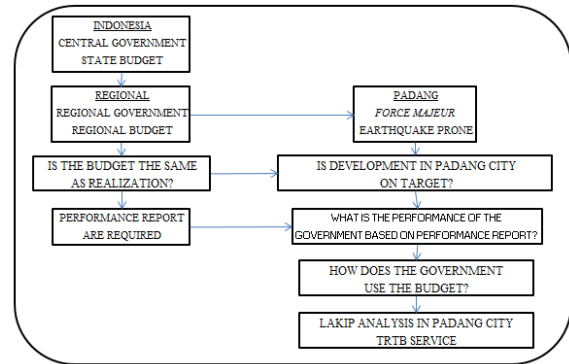 INDONESIA
CENTRAL GOVERNMENT
STATE BUDGET
REGIONAL
REGIONAL GOVERNMENT
REGIONAL BUDGET
PADANG
FORCE MAJEUR
EARTHQUAKE PRONE
IS THE BUDGET THE SAME
AS REALIZATION?
IS DEVELOPMENT IN PADANG CITY
ON TARGET?
PERFORMANCE REPORT
ARE REQUIRED
WHAT IS THE PERFORMANCE OF THE
GOVERNMENT BASED ON PERFORMANCE REPORT?
HOW DOES THE GOVERNMENT
USE THE BUDGET?
LAKIP ANALYSIS IN PADANG CITY
TRTB SERVICE